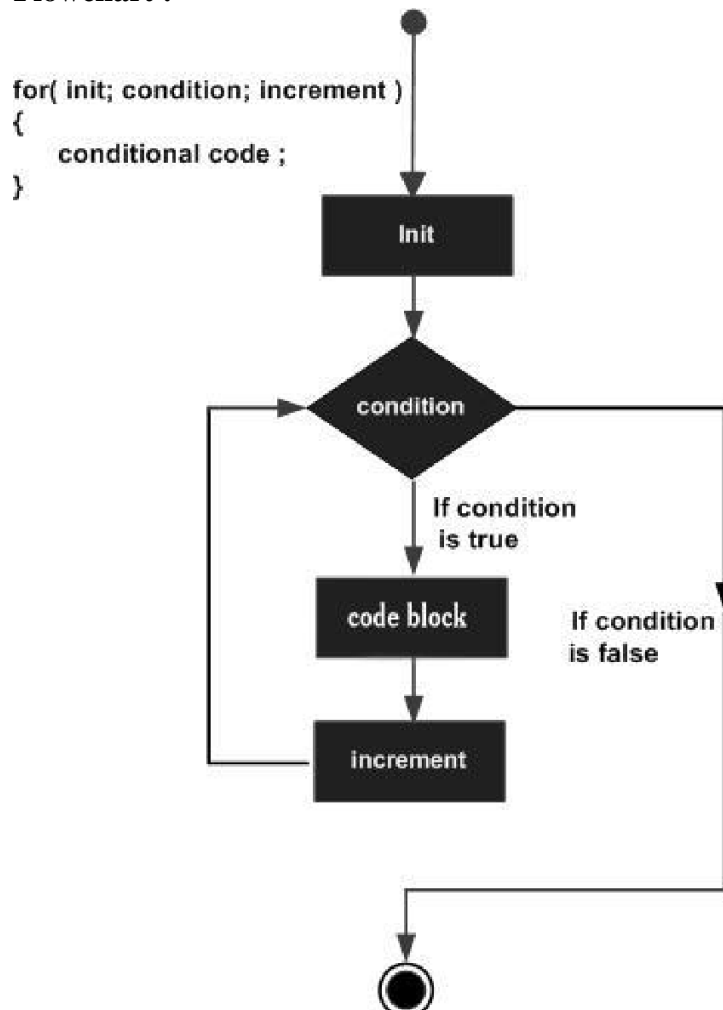 for( init; condition; increment )
{
conditional code ;
}
Init
condition
If condition
is true
code block
If condition
is false
increment